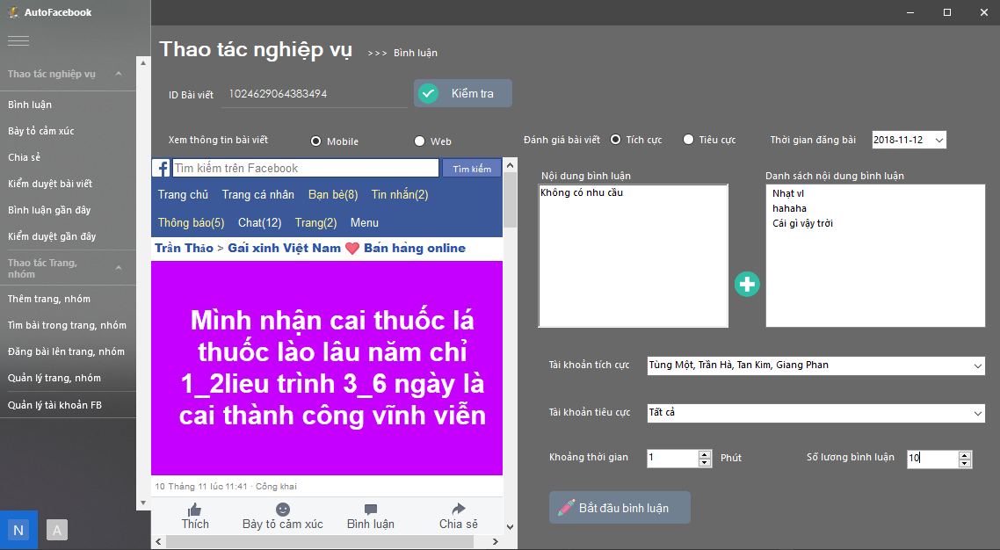 AutoFacebook
Thao tác nghiệp vụ
Bình luận
Bày tỏ cảm xúc
Chia sẻ
Kiểm duyệt bài viết
Bình luận gần đây
Kiểm duyệt gần đây
Thao tác Trang,
nhóm
Thêm trang, nhóm
Tìm bài trong trang, nhóm
Đăng bài lên trang, nhóm
Quản lý trang, nhóm
Quản lý tài khoản FB
N
A
Thao tác nghiệp vụ >>> Bình luận
ID Bài viết 1024629064383494 Kiểm tra
Xem thông tin bài viết Mobile Web
Đánh giá bài viết Tích cực Tiêu cực Thời gian đăng bài 2018-11-12
Tìm kiếm trên Facebook Tìm kiếm
Trang chủ Trang cá nhân Bạn bè(8) Tin nhắn(2)
Thông báo(5) Chat(12) Trang(2) Menu
Trần Thảo > Gái xinh Việt Nam ❤ Bán hàng online
Mình nhận cai thuốc lá
thuốc lào lâu năm chỉ
1_2lieu trình 3_6 ngày là
cai thành công vĩnh viễn
10 Tháng 11 lúc 11:41 · Công khai
Thích Bày tỏ cảm xúc Bình luận Chia sẻ
Nội dung bình luận
Không có nhu cầu
Danh sách nội dung bình luận
Nhạt vl
hahaha
Cái gì vậy trời
Tài khoản tích cực Tùng Một, Trần Hà, Tan Kim, Giang Phan
Tài khoản tiêu cực Tất cả
Khoảng thời gian 1 Phút Số lương bình luận 10
Bắt đầu bình luận